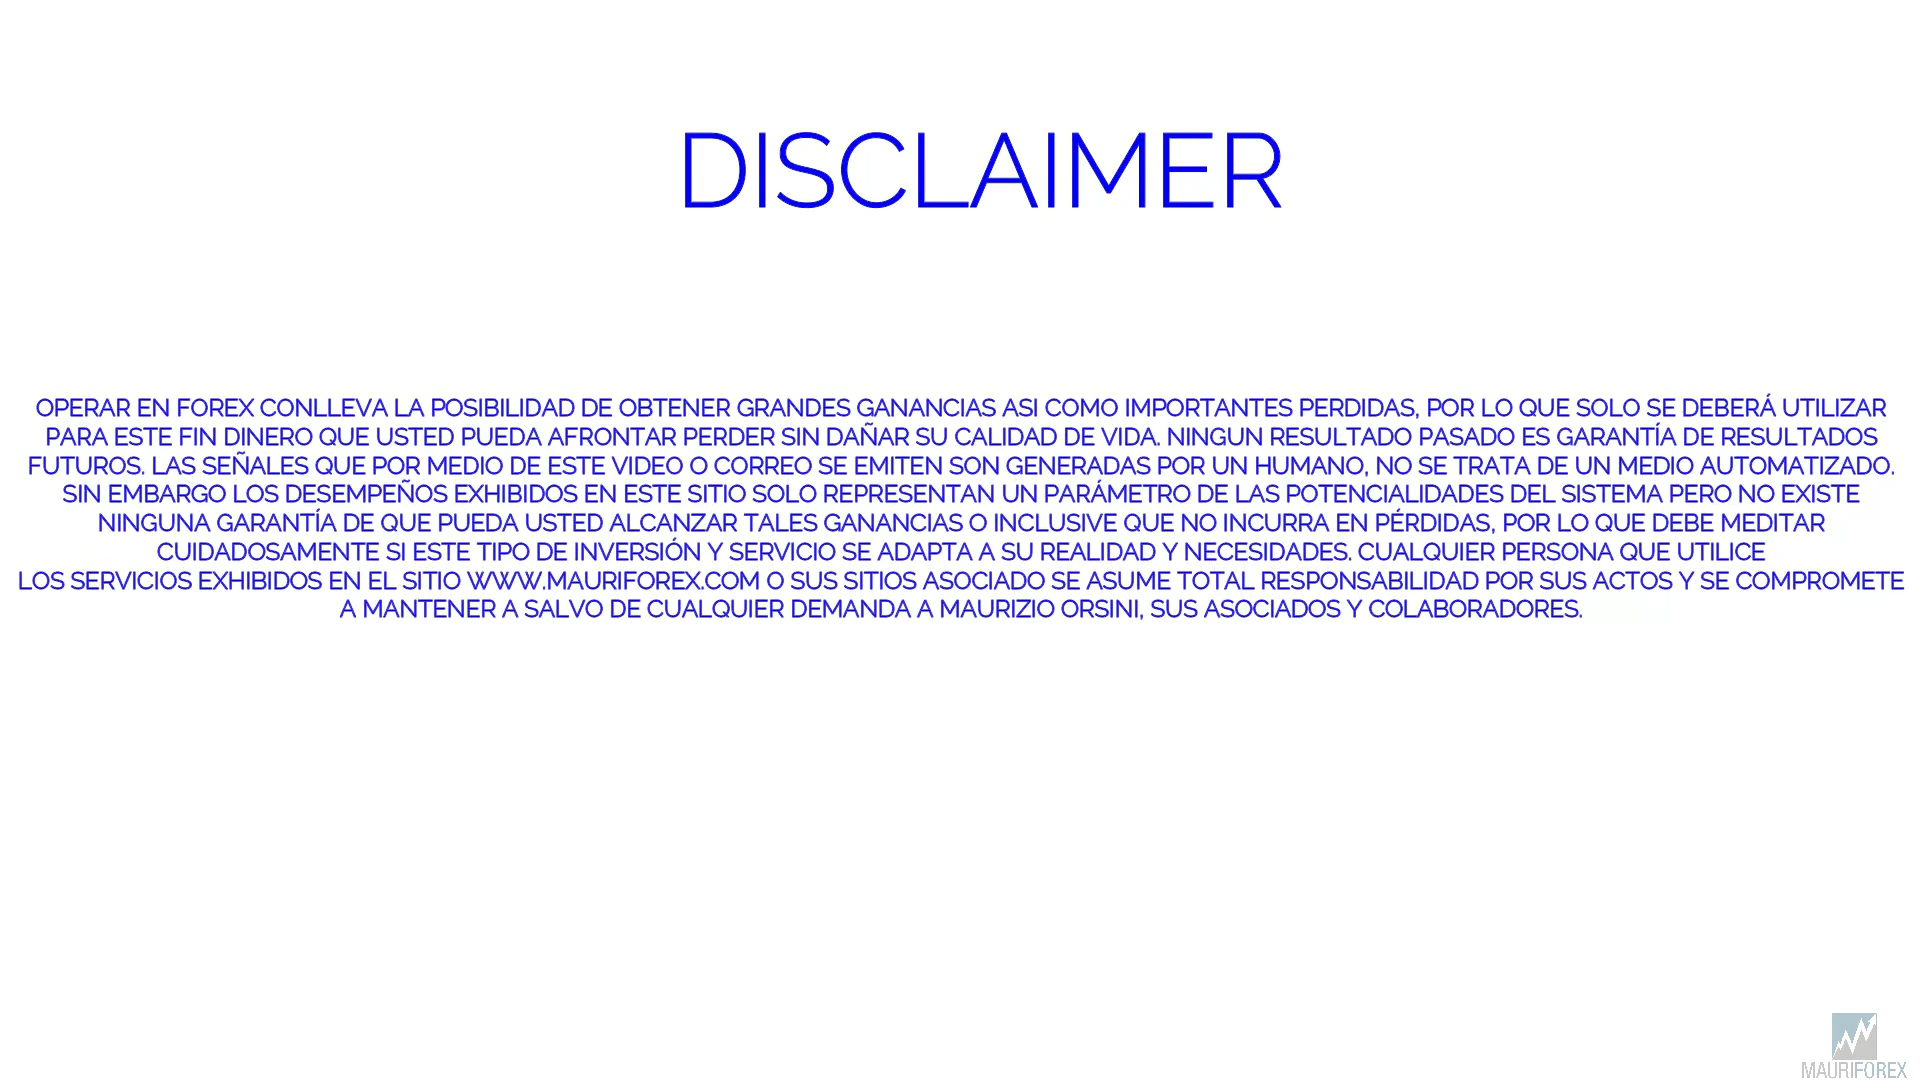 DISCLAIMER
OPERAR EN FOREX CONLLEVA LA POSIBILIDAD DE OBTENER GRANDES GANANCIAS ASI COMO IMPORTANTES PERDIDAS, POR LO QUE SOLO SE DEBERÁ UTILIZAR
PARA ESTE FIN DINERO QUE USTED PUEDA AFRONTAR PERDER SIN DAÑAR SU CALIDAD DE VIDA. NINGUN RESULTADO PASADO ES GARANTÍA DE RESULTADOS
FUTUROS. LAS SEÑALES QUE POR MEDIO DE ESTE VIDEO O CORREO SE EMITEN SON GENERADAS POR UN HUMANO, NO SE TRATA DE UN MEDIO AUTOMATIZADO.
SIN EMBARGO LOS DESEMPEÑOS EXHIBIDOS EN ESTE SITIO SOLO REPRESENTAN UN PARÁMETRO DE LAS POTENCIALIDADES DEL SISTEMA PERO NO EXISTE
NINGUNA GARANTÍA DE QUE PUEDA USTED ALCANZAR TALES GANANCIAS O INCLUSIVE QUE NO INCURRA EN PÉRDIDAS, POR LO QUE DEBE MEDITAR
CUIDADOSAMENTE SI ESTE TIPO DE INVERSIÓN Y SERVICIO SE ADAPTA A SU REALIDAD Y NECESIDADES. CUALQUIER PERSONA QUE UTILICE
LOS SERVICIOS EXHIBIDOS EN EL SITIO WWW.MAURIFOREX.COM O SUS SITIOS ASOCIADO SE ASUME TOTAL RESPONSABILIDAD POR SUS ACTOS Y SE COMPROMETE
A MANTENER A SALVO DE CUALQUIER DEMANDA A MAURIZIO ORSINI, SUS ASOCIADOS Y COLABORADORES.
MAURIFOREX